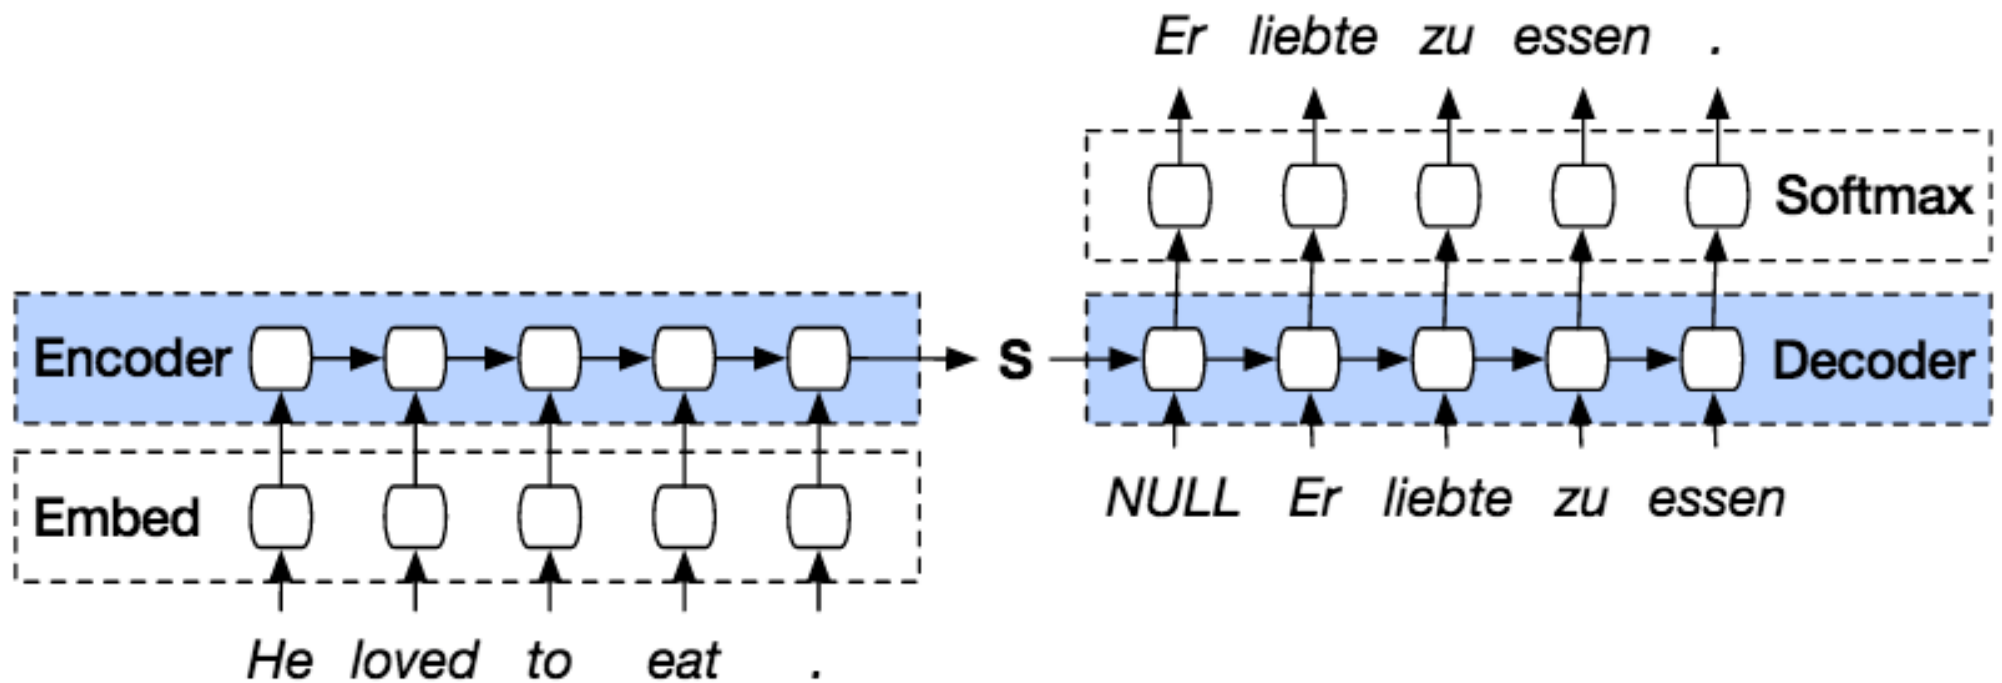 Er liebte zu essen .
Softmax
Encoder
S
Decoder
Embed
NULL Er liebte zu essen
He loved to eat .